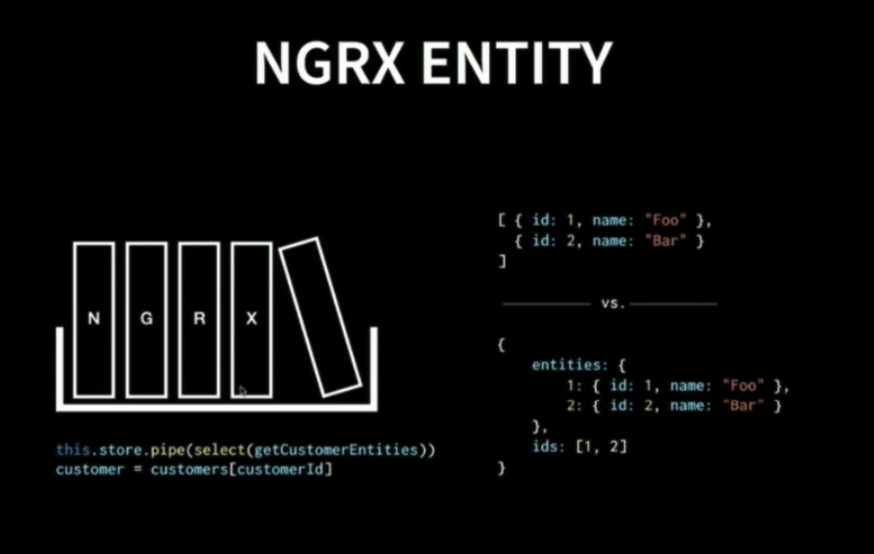 NGRX ENTITY
N G R X
this.store.pipe(select(getCustomerEntities))
customer = customers[customerId]
[ { id: 1, name: "Foo" },
{ id: 2, name: "Bar" }
]
vs.
{
entities: {
1: { id: 1, name: "Foo" },
2: { id: 2, name: "Bar" }
},
ids: [1, 2]
}